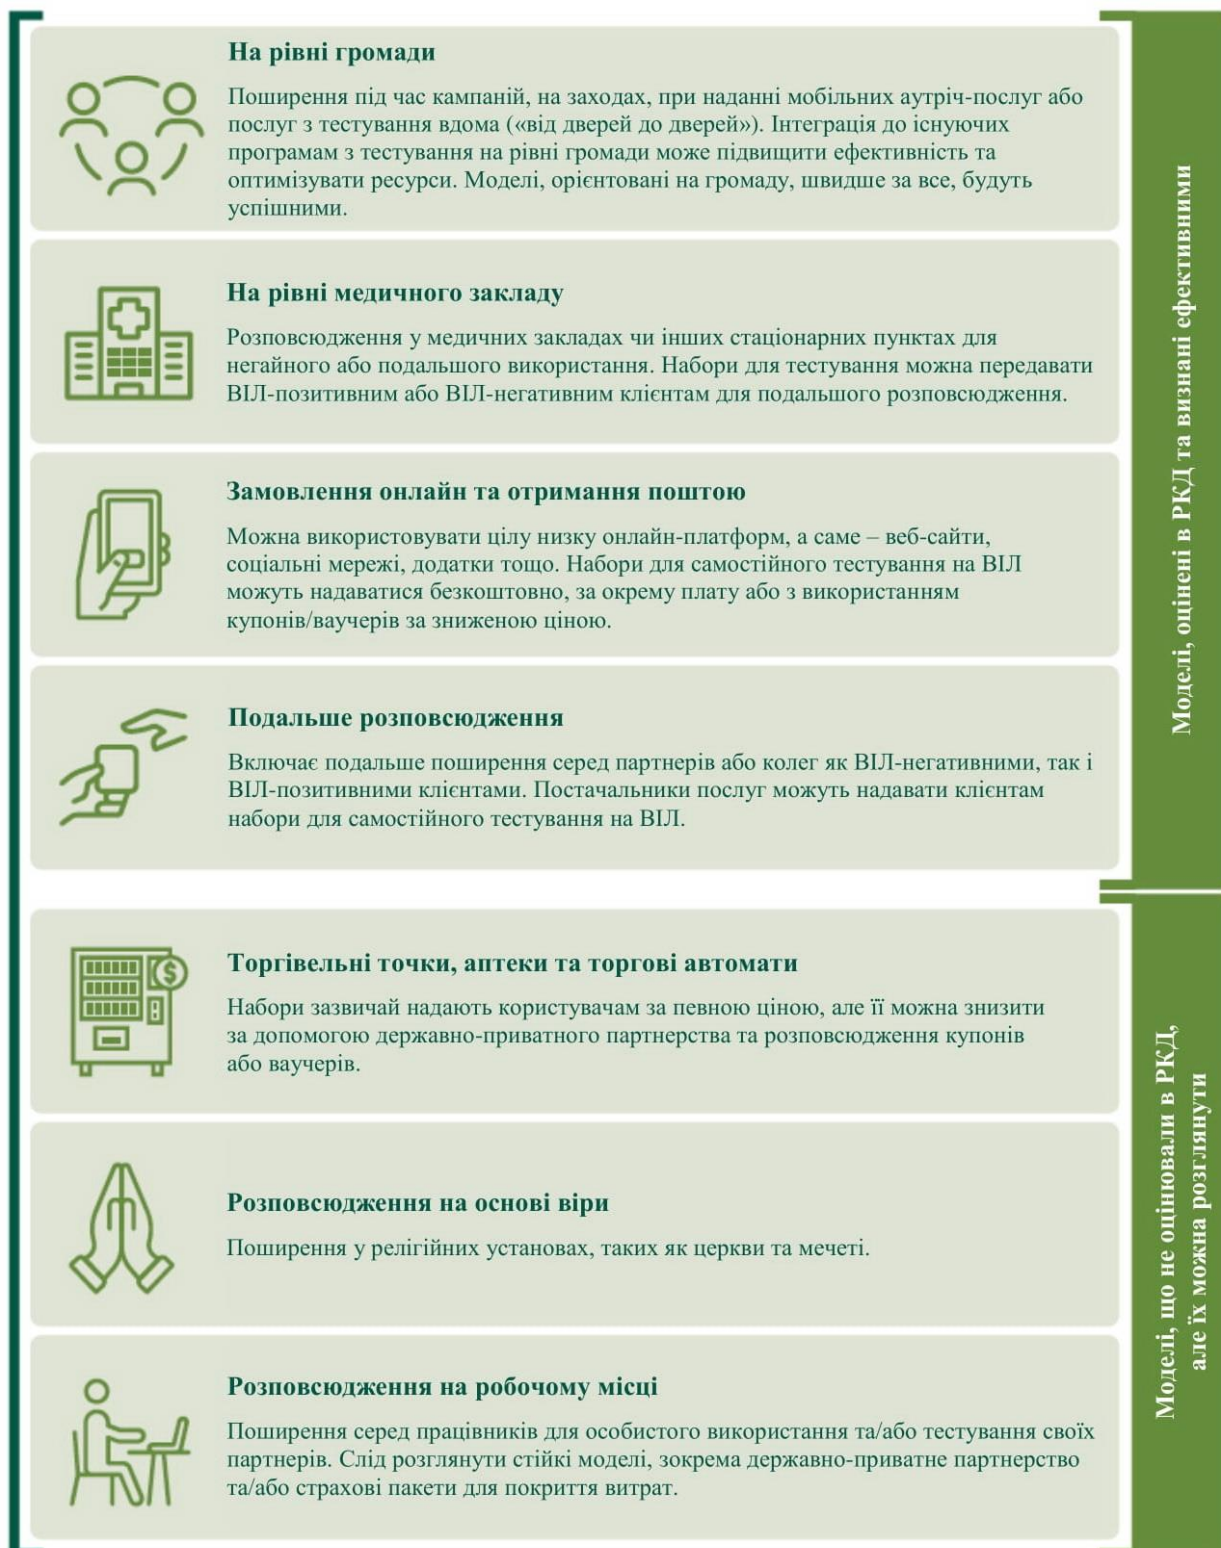 На рівні громади
Поширення під час кампаній, на заходах, при наданні мобільних аутріч-послуг або
послуг з тестування вдома («від дверей до дверей»). Інтеграція до існуючих
програмам з тестування на рівні громади може підвищити ефективність та
оптимізувати ресурси. Моделі, орієнтовані на громаду, швидше за все, будуть
успішними.
На рівні медичного закладу
Розповсюдження у медичних закладах чи інших стаціонарних пунктах для
негайного або подальшого використання. Набори для тестування можна передавати
ВІЛ-позитивним або ВІЛ-негативним клієнтам для подальшого розповсюдження.
Замовлення онлайн та отримання поштою
Можна використовувати цілу низку онлайн-платформ, а саме – веб-сайти,
соціальні мережі, додатки тощо. Набори для самостійного тестування на ВІЛ
можуть надаватися безкоштовно, за окрему плату або з використанням
купонів/ваучерів за зниженою ціною.
Подальше розповсюдження
Включає подальше поширення серед партнерів або колег як ВІЛ-негативними, так і
ВІЛ-позитивними клієнтами. Постачальники послуг можуть надавати клієнтам
набори для самостійного тестування на ВІЛ.
Моделі, оцінені в РКД та визнані ефективними
Торгівельні точки, аптеки та торгові автомати
Набори зазвичай надають користувачам за певною ціною, але її можна знизити
за допомогою державно-приватного партнерства та розповсюдження купонів
або ваучерів.
$
Розповсюдження на основі віри
Поширення у релігійних установах, таких як церкви та мечеті.
Розповсюдження на робочому місці
Поширення серед працівників для особистого використання та/або тестування своїх
партнерів. Слід розглянути стійкі моделі, зокрема державно-приватне партнерство
та/або страхові пакети для покриття витрат.
Моделі, що не оцінювали в РКД,
але їх можна розглянути